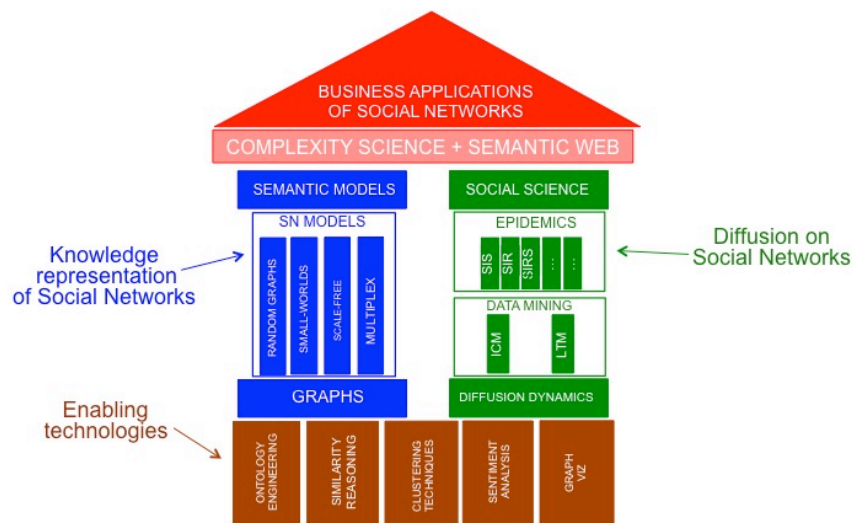 BUSINESS APPLICATIONS
OF SOCIAL NETWORKS
COMPLEXITY SCIENCE + SEMANTIC WEB
SEMANTIC MODELS
SN MODELS
RANDOM GRAPHS
SMALL-WORLDS
SCALE-FREE
MULTIPLEX
GRAPHS
SOCIAL SCIENCE
EPIDEMICS
SIS
SIR
SIRS
...
...
DATA MINING
ICM
LTM
DIFFUSION DYNAMICS
Knowledge
representation
of Social Networks
Diffusion on
Social Networks
Enabling
technologies
ONTOLOGY
ENGINEERING
SIMILARITY
REASONING
CLUSTERING
TECHNIQUES
SENTIMENT
ANALYSIS
GRAPH
VIZ